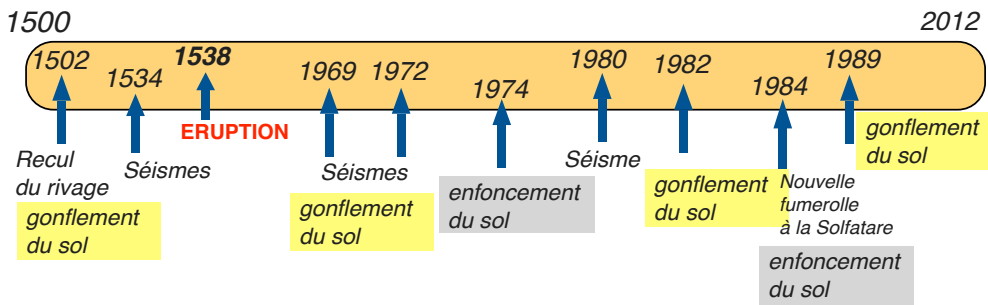 1500
2012
1502
1534
1538
1969
1972
1974
1980
1982
1984
1989
ERUPTION
Recul
du rivage
gonflement
du sol
Séismes
Séismes
gonflement
du sol
enfoncement
du sol
Séisme
gonflement
du sol
Nouvelle
fumerolle
à la Solfatare
enfoncement
du sol
gonflement
du sol